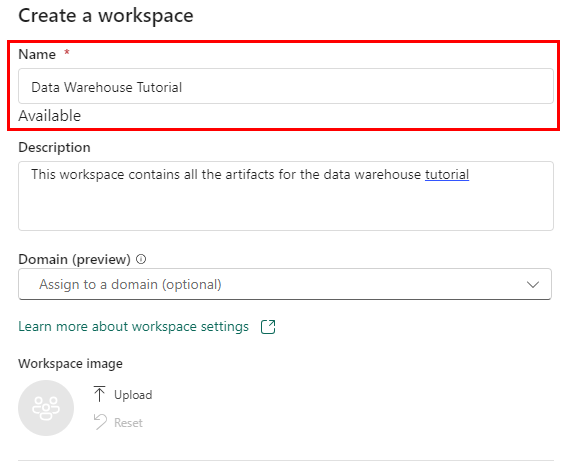 Create a workspace
Name *
Data Warehouse Tutorial
Available
Description
This workspace contains all the artifacts for the data warehouse tutorial
Domain (preview)
Assign to a domain (optional)
Learn more about workspace settings
Workspace image
Upload
Reset